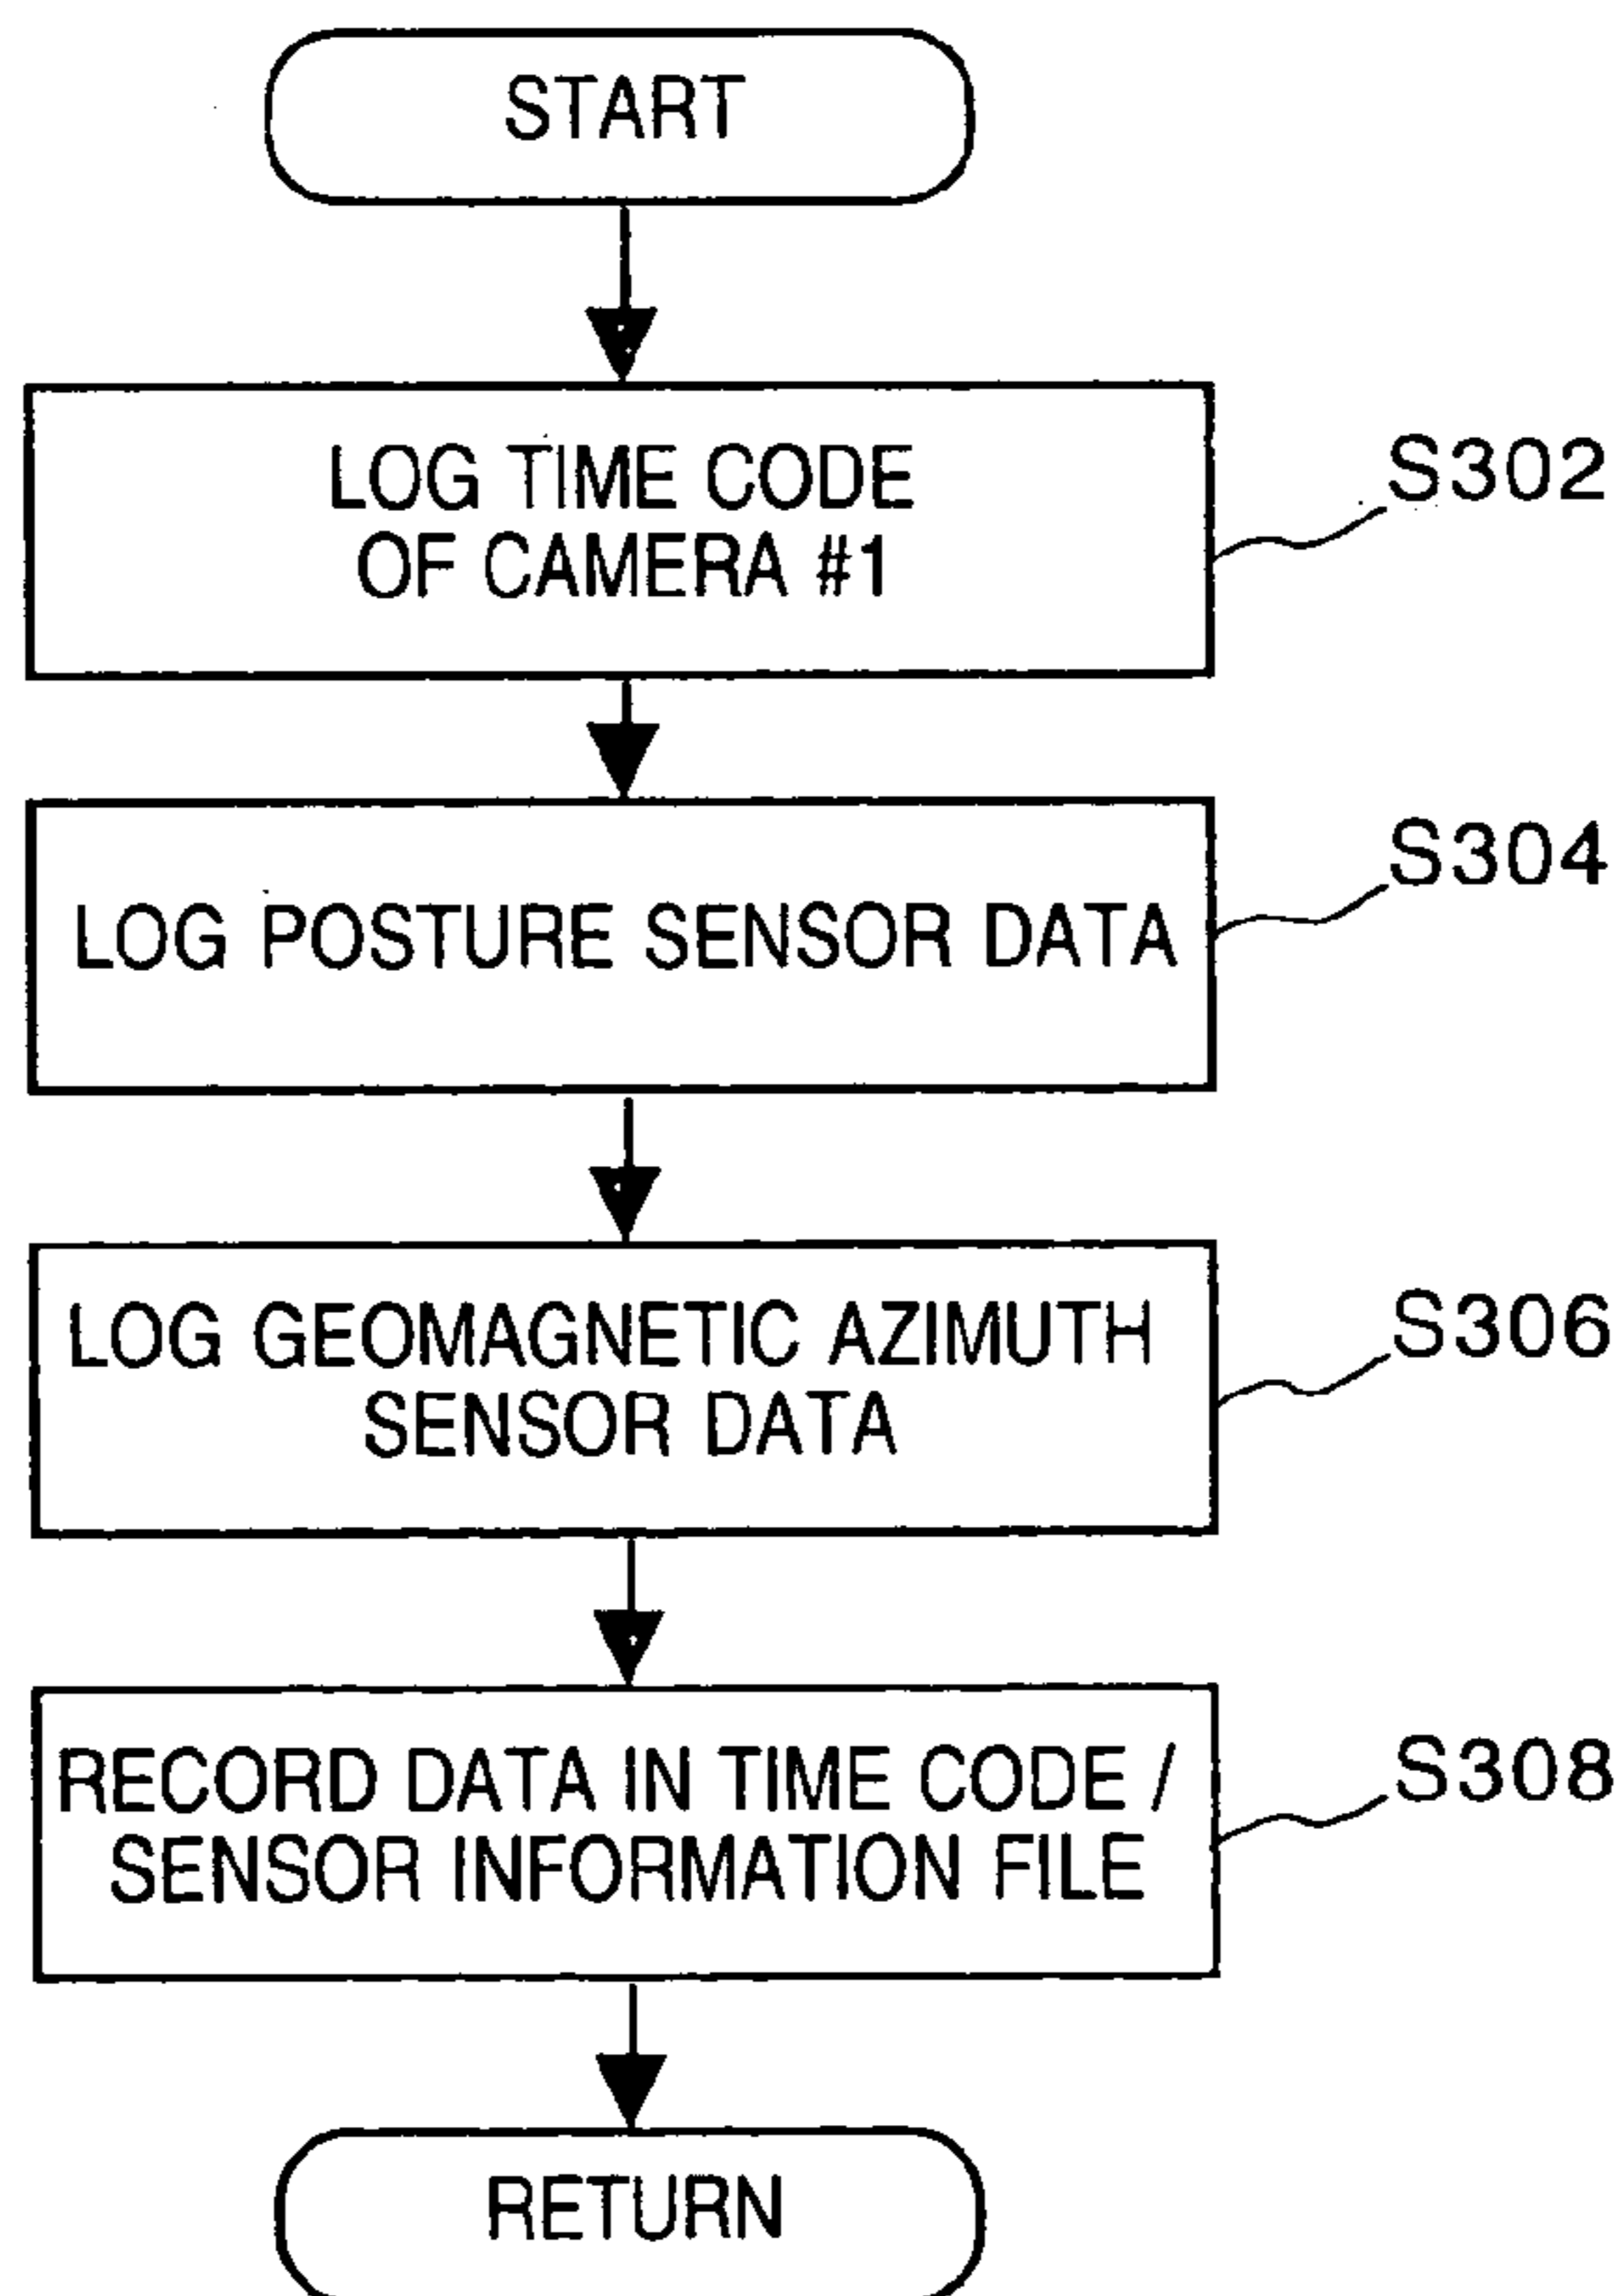 START
LOG TIME CODE
OF CAMERA #1
S302
LOG POSTURE SENSOR DATA
S304
LOG GEOMAGNETIC AZIMUTH
SENSOR DATA
S306
RECORD DATA IN TIME CODE /
SENSOR INFORMATION FILE
S308
RETURN